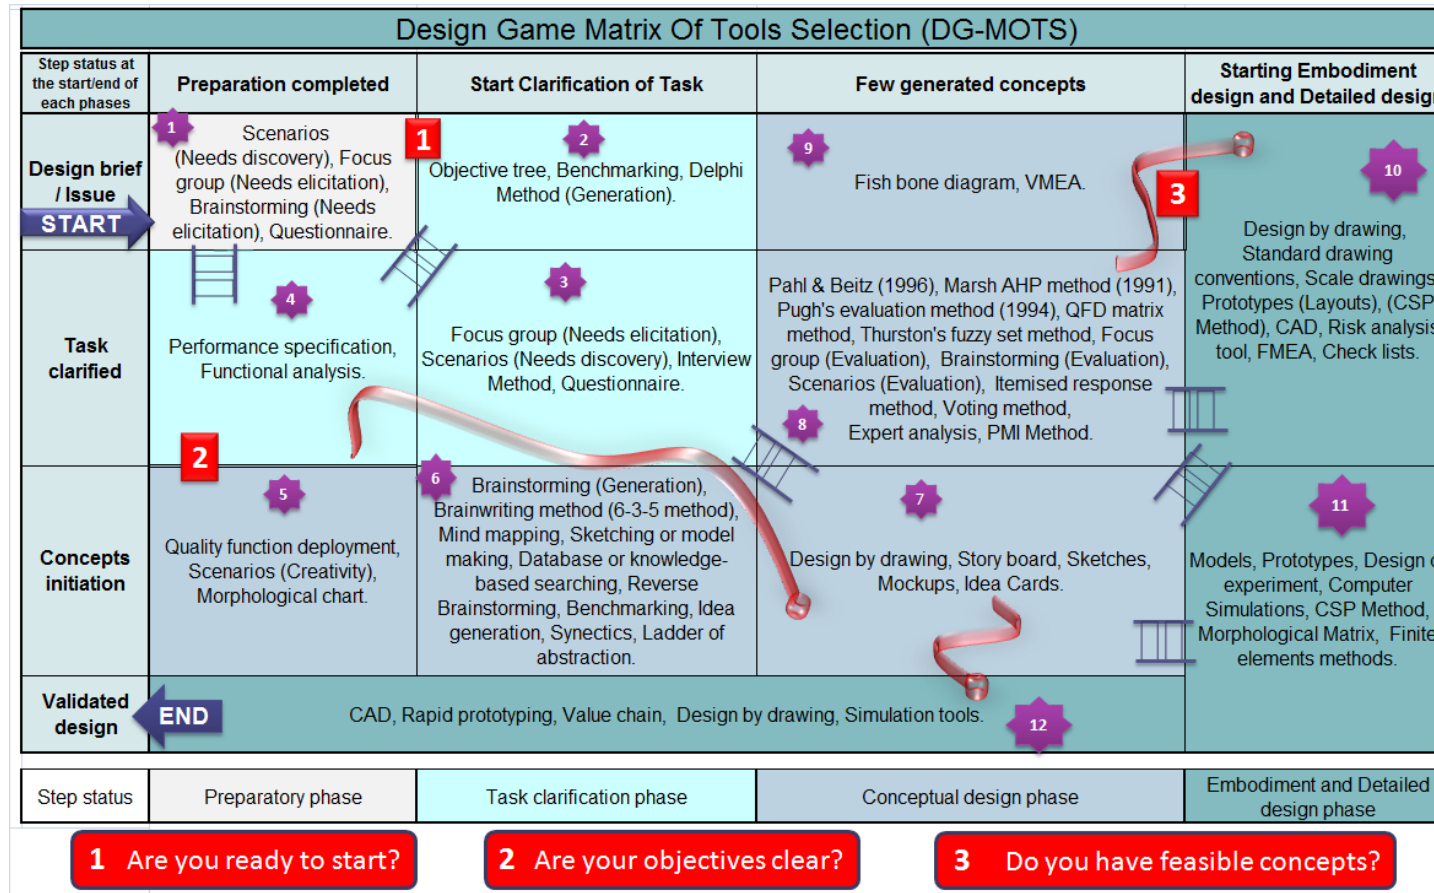 Design Game Matrix Of Tools Selection (DG-MOTS)
Step status at
the start/end of
each phases
Preparation completed
Start Clarification of Task
Few generated concepts
Starting Embodiment
design and Detailed design
Design brief
/ Issue
START
1
Scenarios
(Needs discovery), Focus
group (Needs elicitation),
Brainstorming (Needs
elicitation), Questionnaire.
1
2
Objective tree, Benchmarking, Delphi
Method (Generation).
9
Fish bone diagram, VMEA.
3
10
Design by drawing,
Standard drawing
conventions, Scale drawings,
Prototypes (Layouts), (CSP
Method), CAD, Risk analysis
tool, FMEA, Check lists.
Task
clarified
4
Performance specification,
Functional analysis.
3
Focus group (Needs elicitation),
Scenarios (Needs discovery), Interview
Method, Questionnaire.
Pahl & Beitz (1996), Marsh AHP method (1991),
Pugh's evaluation method (1994), QFD matrix
method, Thurston's fuzzy set method, Focus
group (Evaluation), Brainstorming (Evaluation),
Scenarios (Evaluation), Itemised response
method, Voting method,
Expert analysis, PMI Method.
8
2
Concepts
initiation
5
Quality function deployment,
Scenarios (Creativity),
Morphological chart.
6
Brainstorming (Generation),
Brainwriting method (6-3-5 method),
Mind mapping, Sketching or model
making, Database or knowledge-
based searching, Reverse
Brainstorming, Benchmarking, Idea
generation, Synectics, Ladder of
abstraction.
7
Design by drawing, Story board, Sketches,
Mockups, Idea Cards.
11
Models, Prototypes, Design
experiment, Computer
Simulations, CSP Method,
Morphological Matrix, Finite
elements methods.
Validated
design
END
CAD, Rapid prototyping, Value chain, Design by drawing, Simulation tools.
12
Step status
Preparatory phase
Task clarification phase
Conceptual design phase
Embodiment and Detailed
design phase
1 Are you ready to start?
2 Are your objectives clear?
3 Do you have feasible concepts?